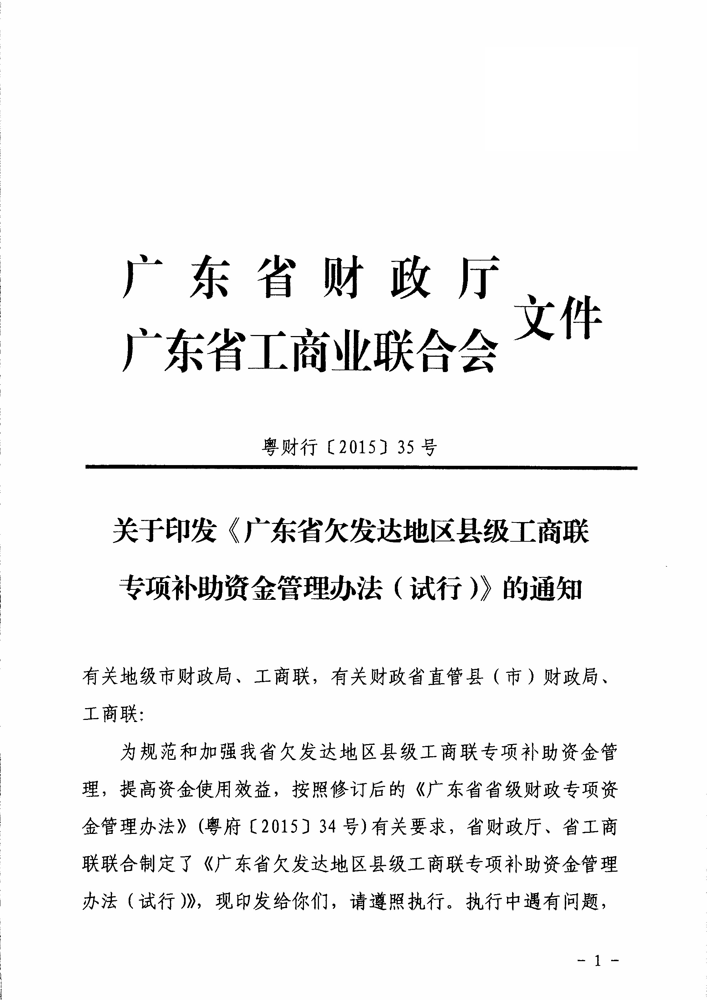 广东省财政厅
广东省工商业联合会
文件
粤财行〔2015〕35号
关于印发《广东省欠发达地区县级工商联
专项补助资金管理办法（试行）》的通知
有关地级市财政局、工商联，有关财政省直管县（市）财政局、
工商联：
为规范和加强我省欠发达地区县级工商联专项补助资金管
理，提高资金使用效益，按照修订后的《广东省省级财政专项资
金管理办法》(粤府〔2015〕34号)有关要求，省财政厅、省工商
联联合制定了《广东省欠发达地区县级工商联专项补助资金管理
办法（试行）》，现印发给你们，请遵照执行。执行中遇有问题，
- 1 -